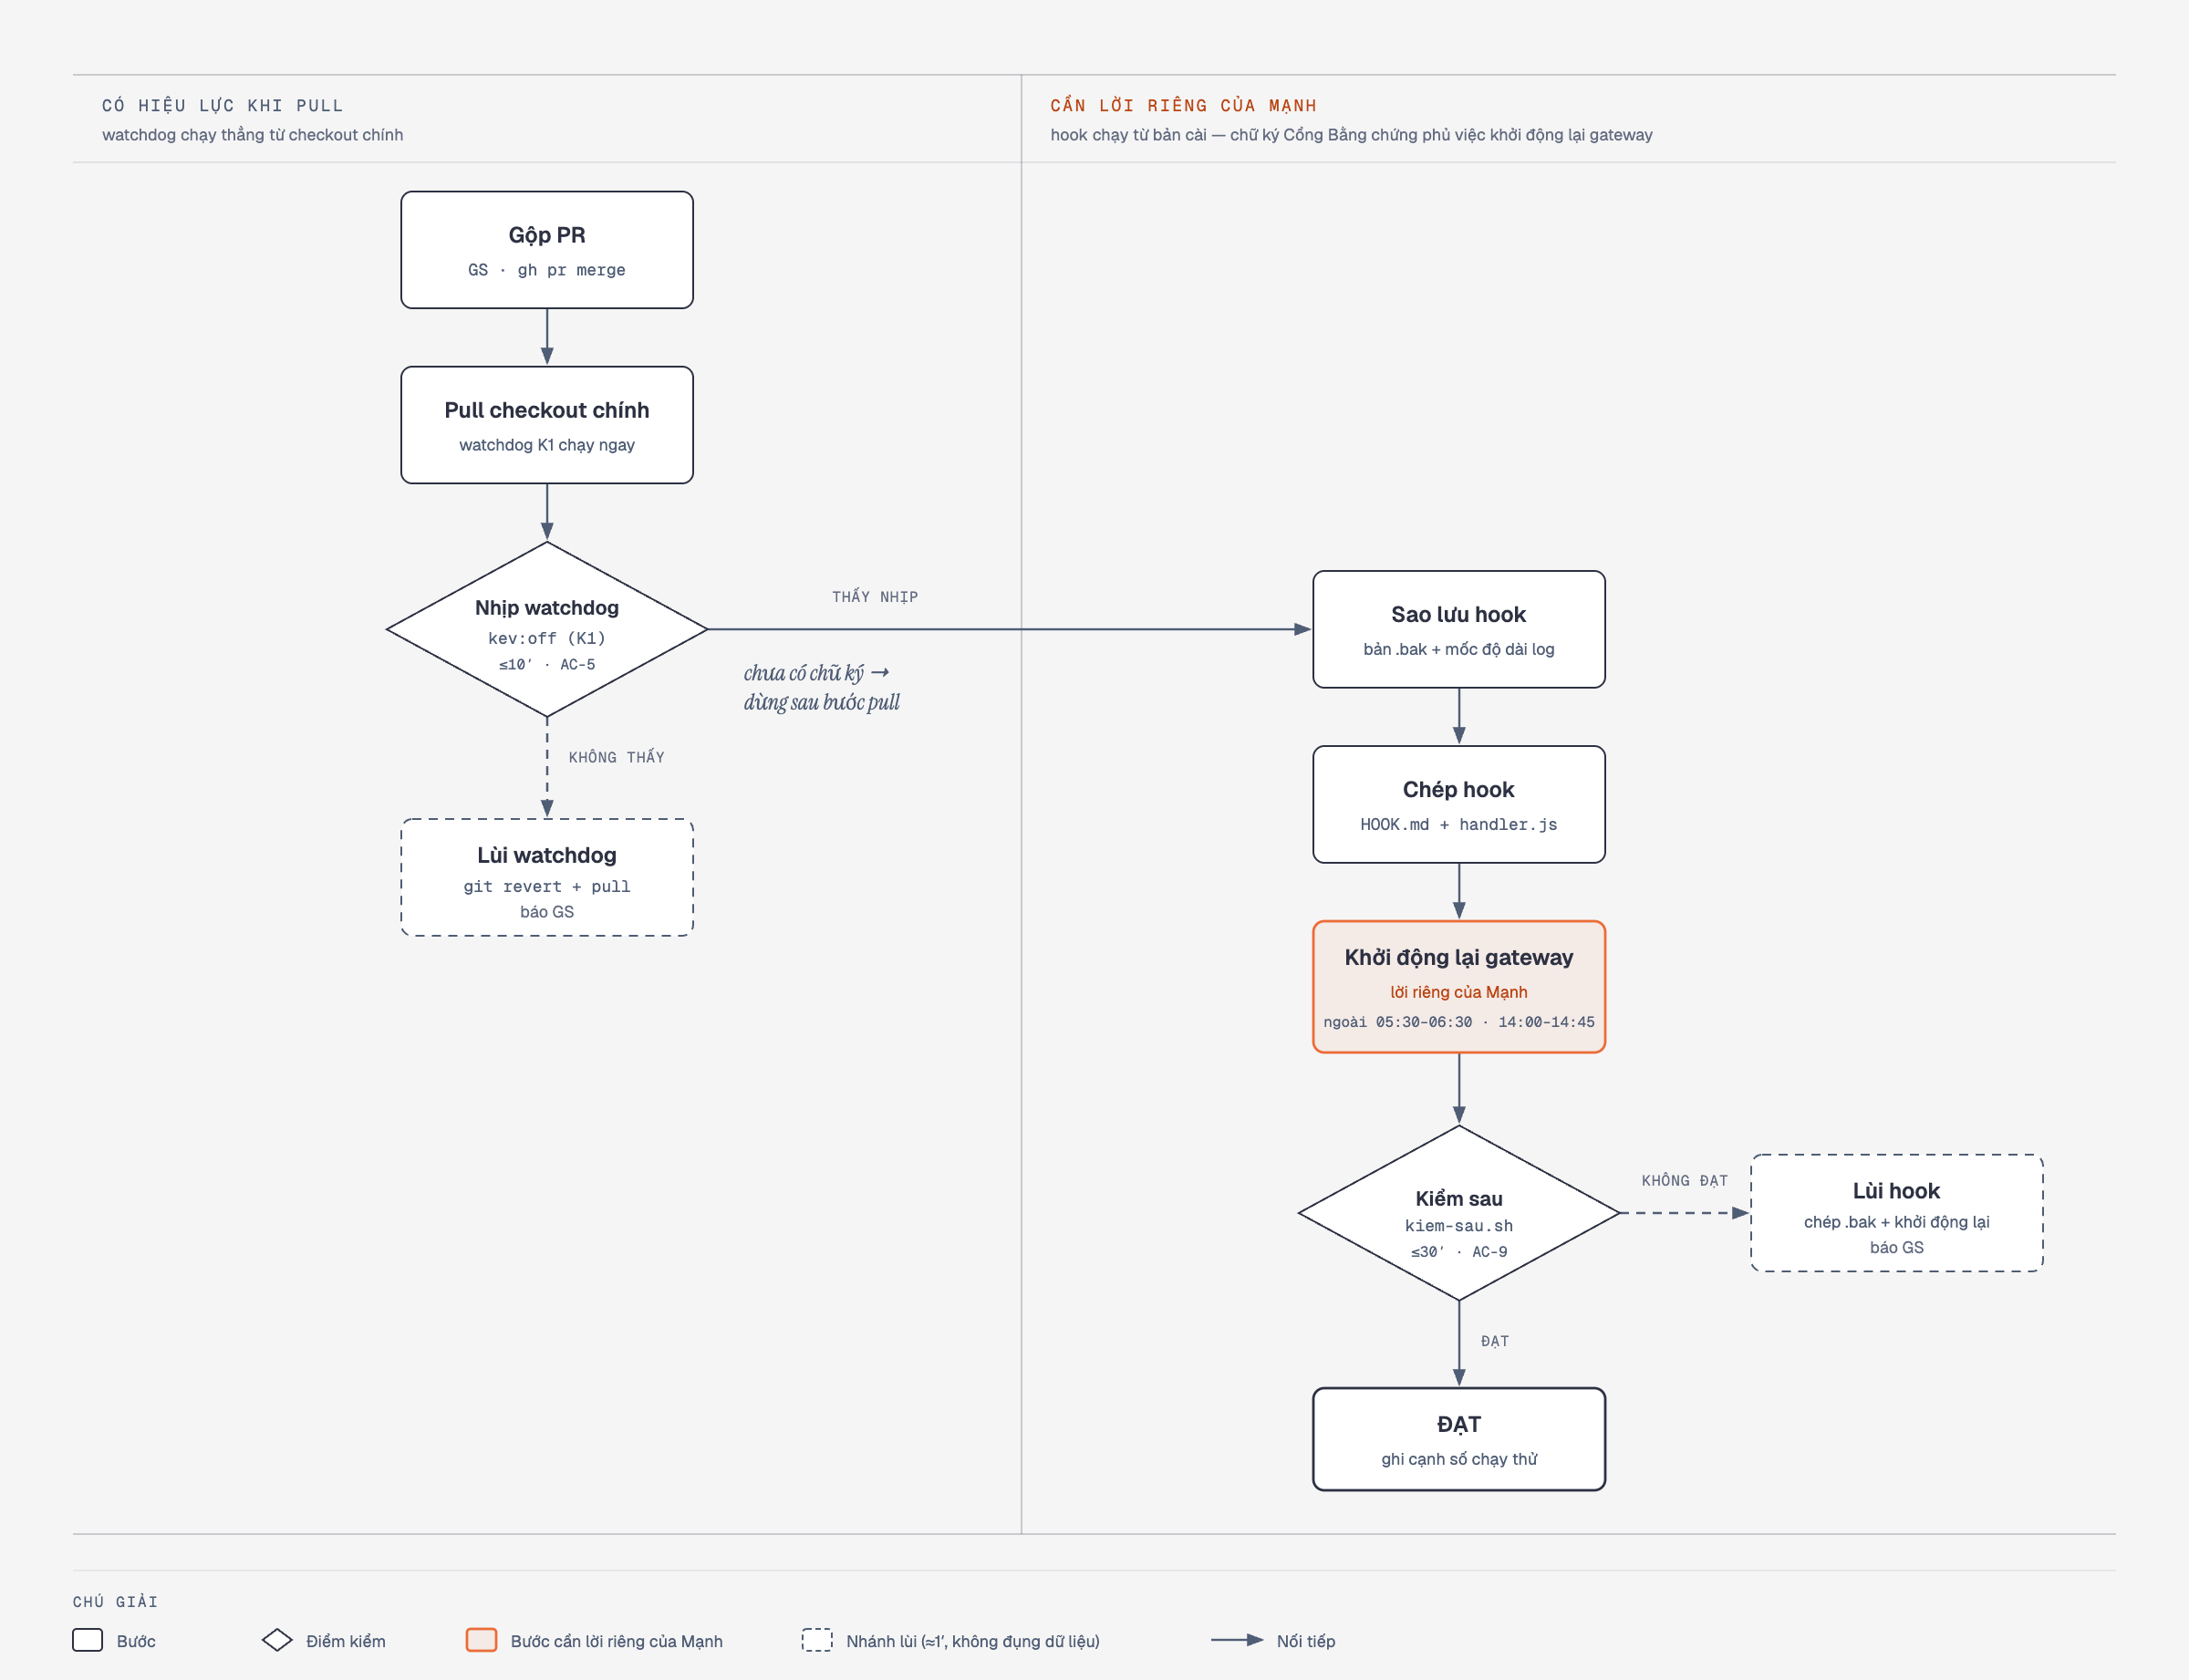 CÓ HIỆU LỰC KHI PULL
watchdog chạy thẳng từ checkout chính
CẦN LỜI RIÊNG CỦA MẠNH
hook chạy từ bản cài — chữ ký Cổng Bằng chứng phủ việc khởi động lại gateway
Gộp PR
GS · gh pr merge
Pull checkout chính
watchdog K1 chạy ngay
Nhịp watchdog
kev:off (K1)
≤10′ · AC-5
THẤY NHỊP
chưa có chữ ký →
dừng sau bước pull
KHÔNG THẤY
Lùi watchdog
git revert + pull
báo GS
Sao lưu hook
bản .bak + mốc độ dài log
Chép hook
HOOK.md + handler.js
Khởi động lại gateway
lời riêng của Mạnh
ngoài 05:30–06:30 · 14:00–14:45
Kiểm sau
kiem-sau.sh
≤30′ · AC-9
KHÔNG ĐẠT
Lùi hook
chép .bak + khởi động lại
báo GS
ĐẠT
ĐẠT
ghi cạnh số chạy thử
CHÚ GIẢI
Bước
Điểm kiểm
Bước cần lời riêng của Mạnh
Nhánh lùi (≈1′, không đụng dữ liệu)
Nối tiếp